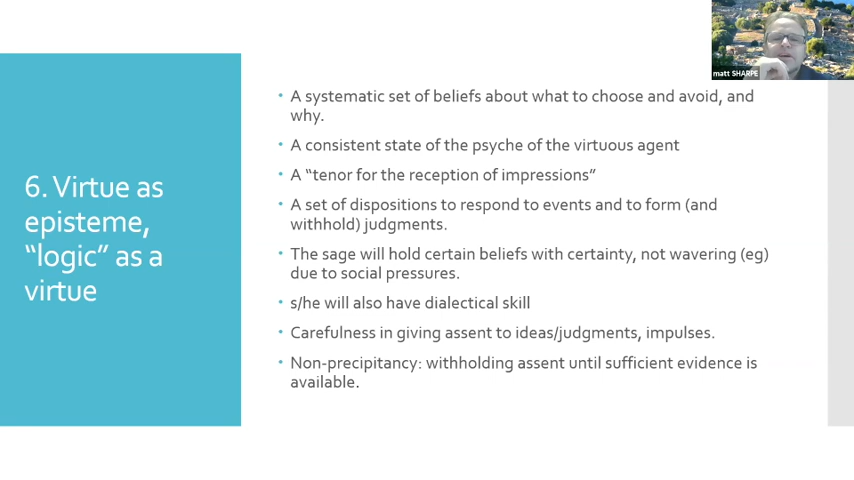 matt SHARPE
6. Virtue as
episteme,
“logic” as a
virtue
• A systematic set of beliefs about what to choose and avoid, and
why.
• A consistent state of the psyche of the virtuous agent
• A “tenor for the reception of impressions”
• A set of dispositions to respond to events and to form (and
withhold) judgments.
• The sage will hold certain beliefs with certainty, not wavering (eg)
due to social pressures.
• s/he will also have dialectical skill
• Carefulness in giving assent to ideas/judgments, impulses.
• Non-precipitancy: withholding assent until sufficient evidence is
available.